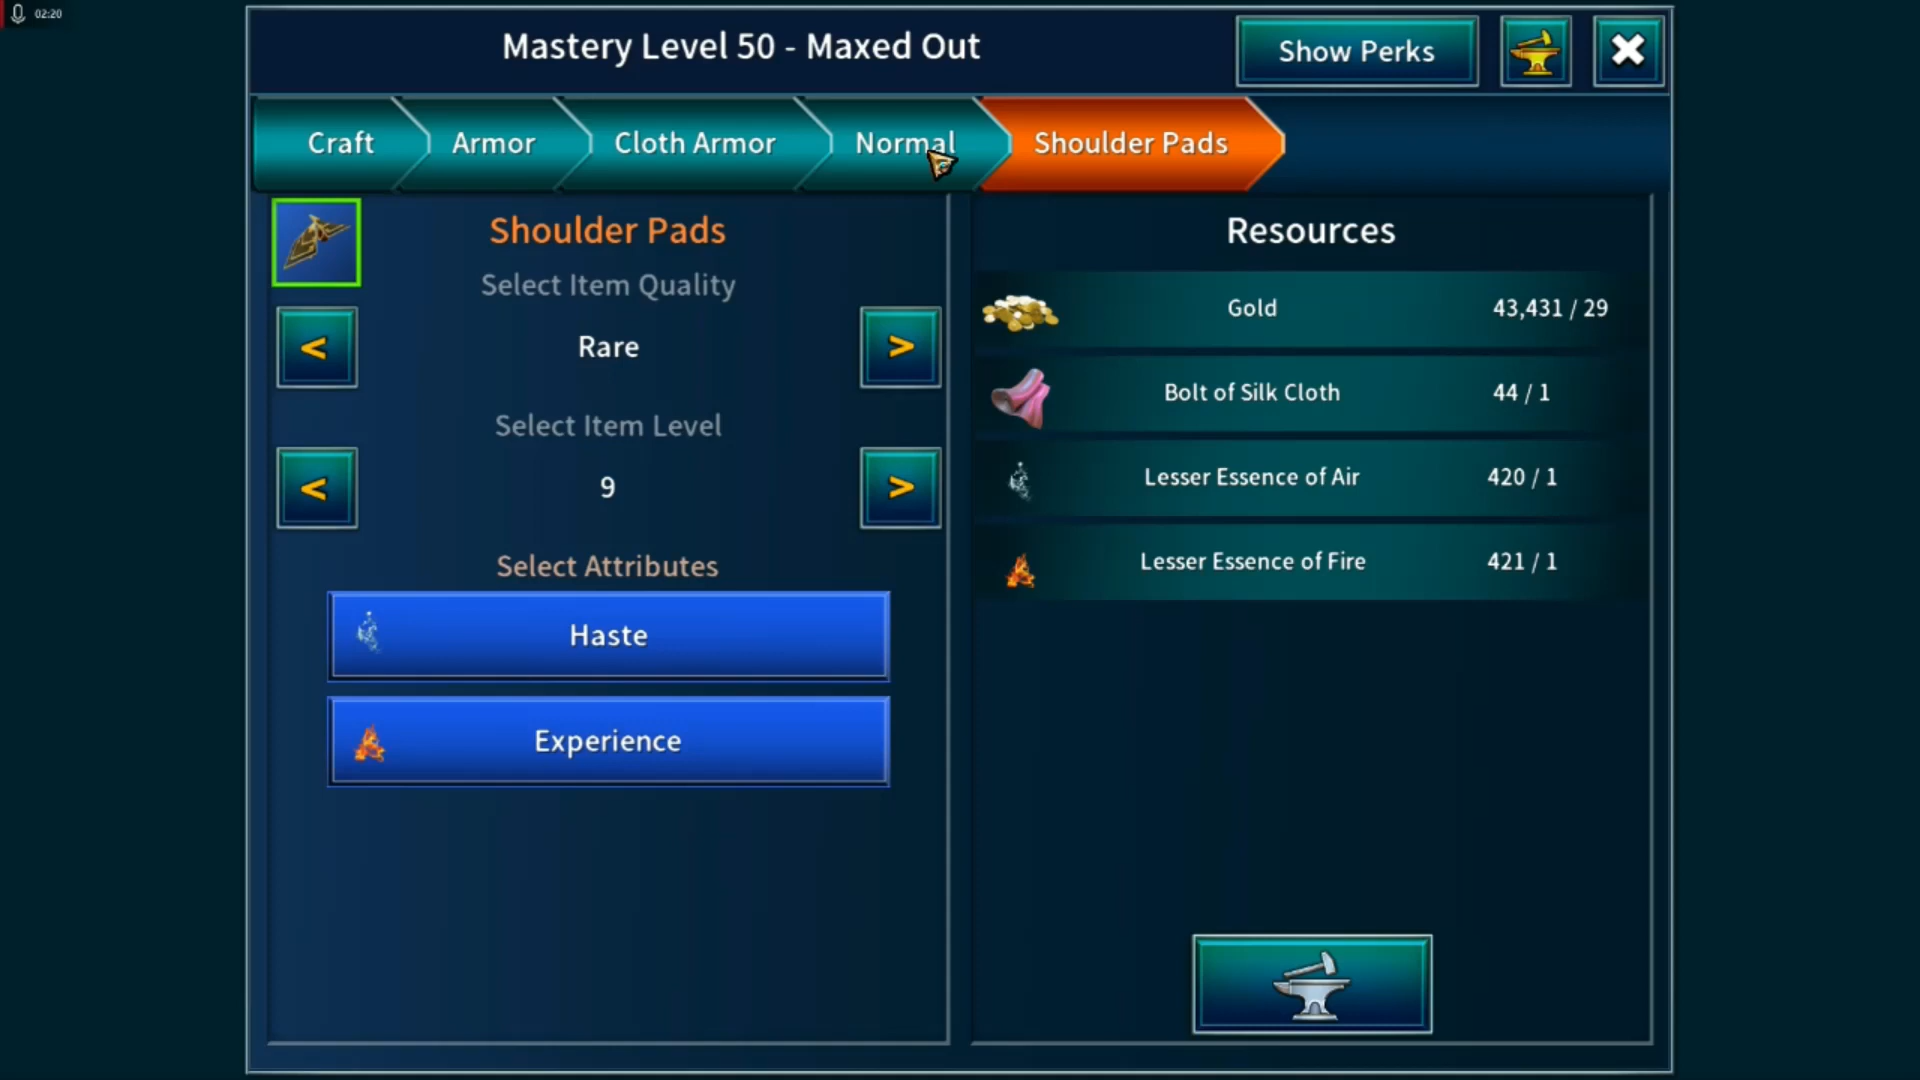 02:20
Mastery Level 50 - Maxed Out
Show Perks
Craft
Armor
Cloth Armor
Normal
Shoulder Pads
Shoulder Pads
Select Item Quality
<
Rare
>
Select Item Level
<
9
>
Select Attributes
Haste
Experience
Resources
Gold 43,431 / 29
Bolt of Silk Cloth 44 / 1
Lesser Essence of Air 420 / 1
Lesser Essence of Fire 421 / 1